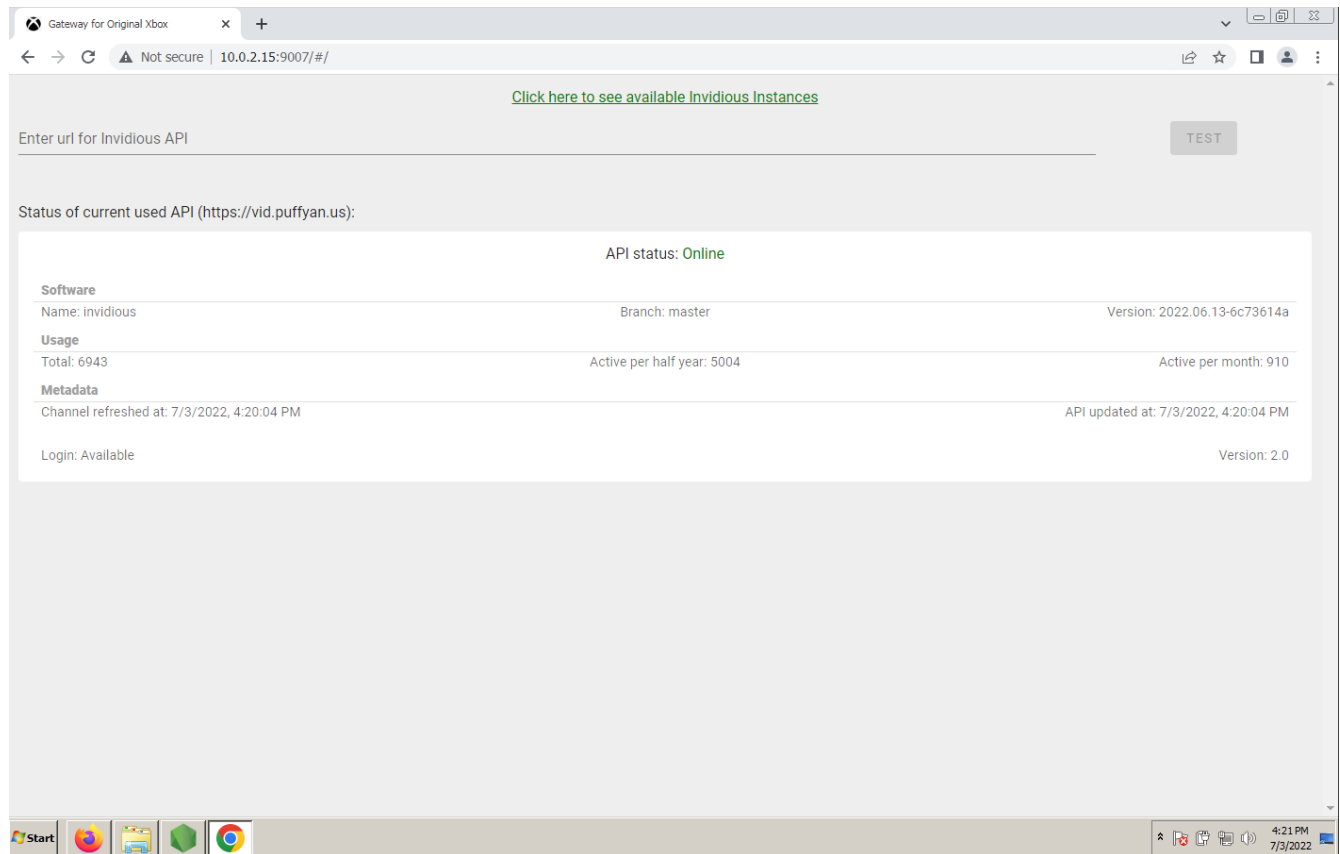 Gateway for Original Xbox
Not secure | 10.0.2.15:9007/#/
Click here to see available Invidious Instances
Enter url for Invidious API
TEST
Status of current used API (https://vid.puffyan.us):
API status: Online
Software
Name: invidious Branch: master Version: 2022.06.13-6c73614a
Usage
Total: 6943 Active per half year: 5004 Active per month: 910
Metadata
Channel refreshed at: 7/3/2022, 4:20:04 PM API updated at: 7/3/2022, 4:20:04 PM
Login: Available Version: 2.0
Start
4:21 PM
7/3/2022